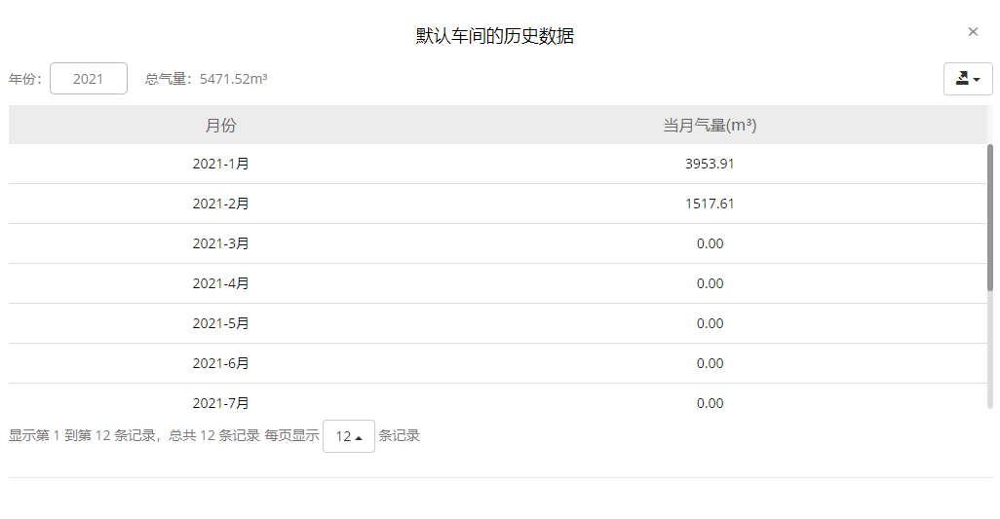 默认车间的历史数据
×
年份： 2021 总气量：5471.52m³
月份 当月气量(m³)
2021-1月 3953.91
2021-2月 1517.61
2021-3月 0.00
2021-4月 0.00
2021-5月 0.00
2021-6月 0.00
2021-7月 0.00
显示第 1 到第 12 条记录，总共 12 条记录 每页显示 12 条记录